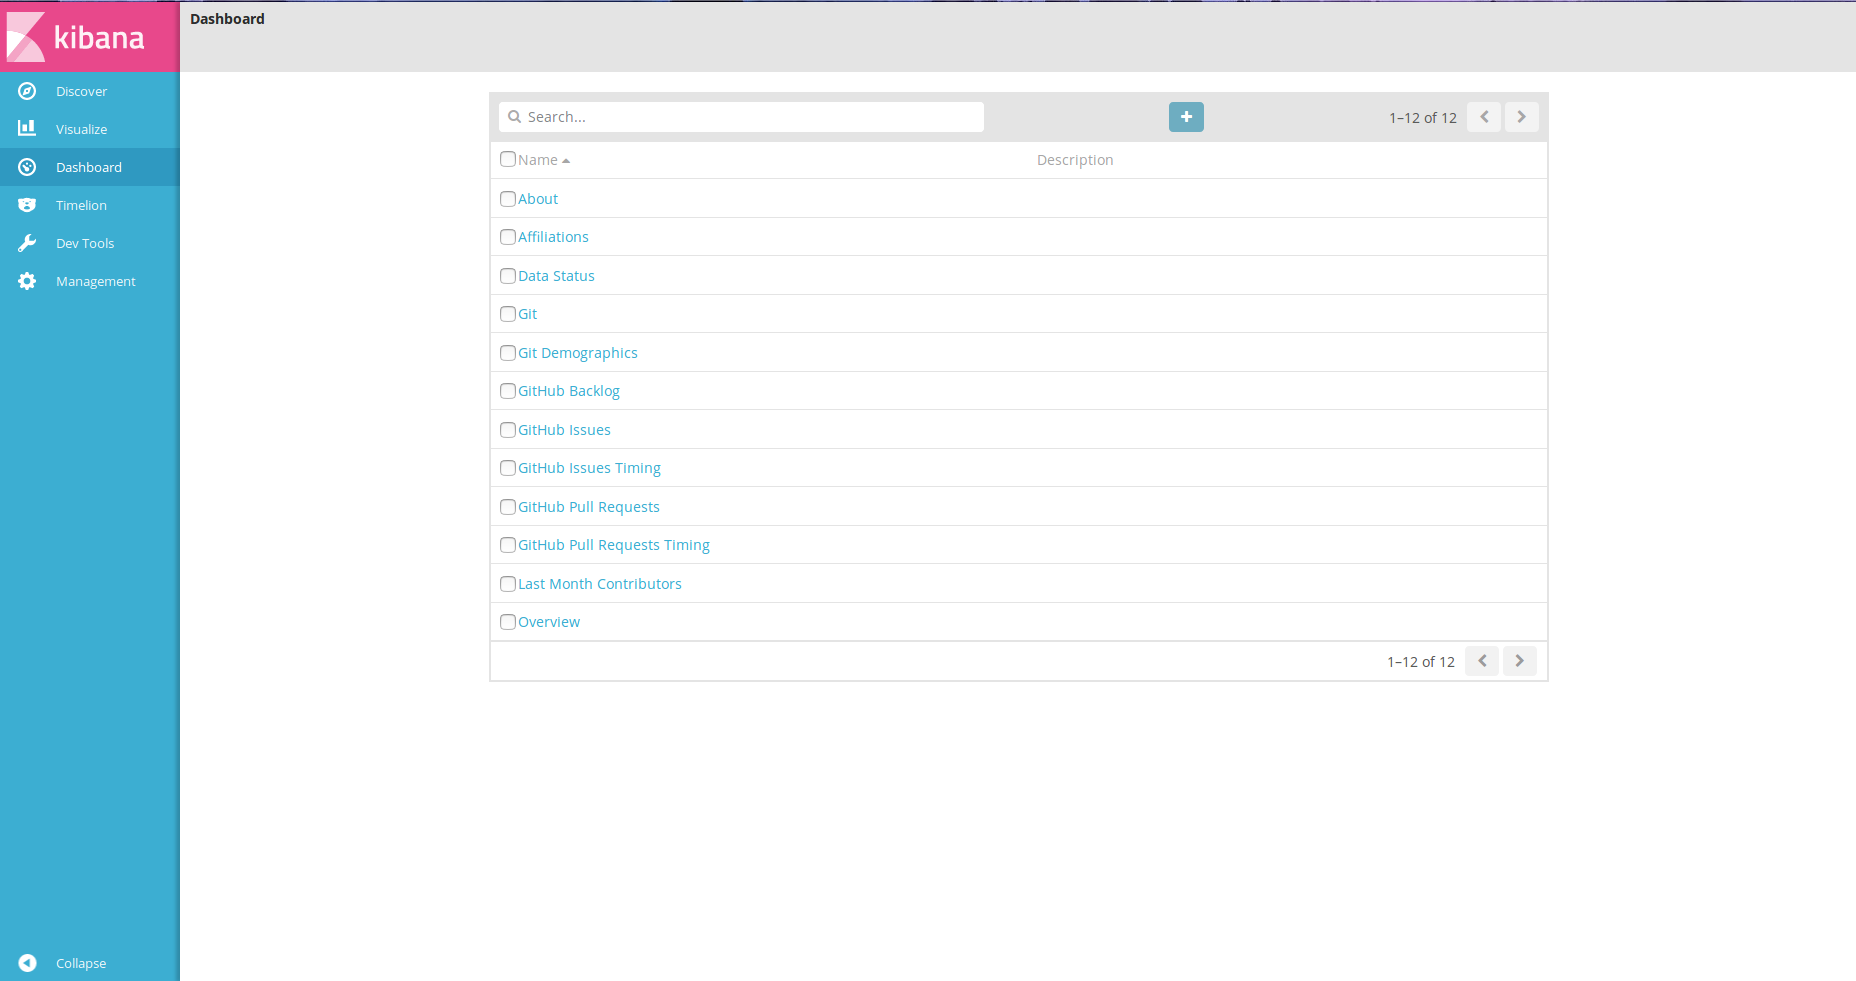 kibana
Discover
Visualize
Dashboard
Timelion
Dev Tools
Management
Collapse
Dashboard
Search...
1–12 of 12
Name Description
About
Affiliations
Data Status
Git
Git Demographics
GitHub Backlog
GitHub Issues
GitHub Issues Timing
GitHub Pull Requests
GitHub Pull Requests Timing
Last Month Contributors
Overview
1–12 of 12